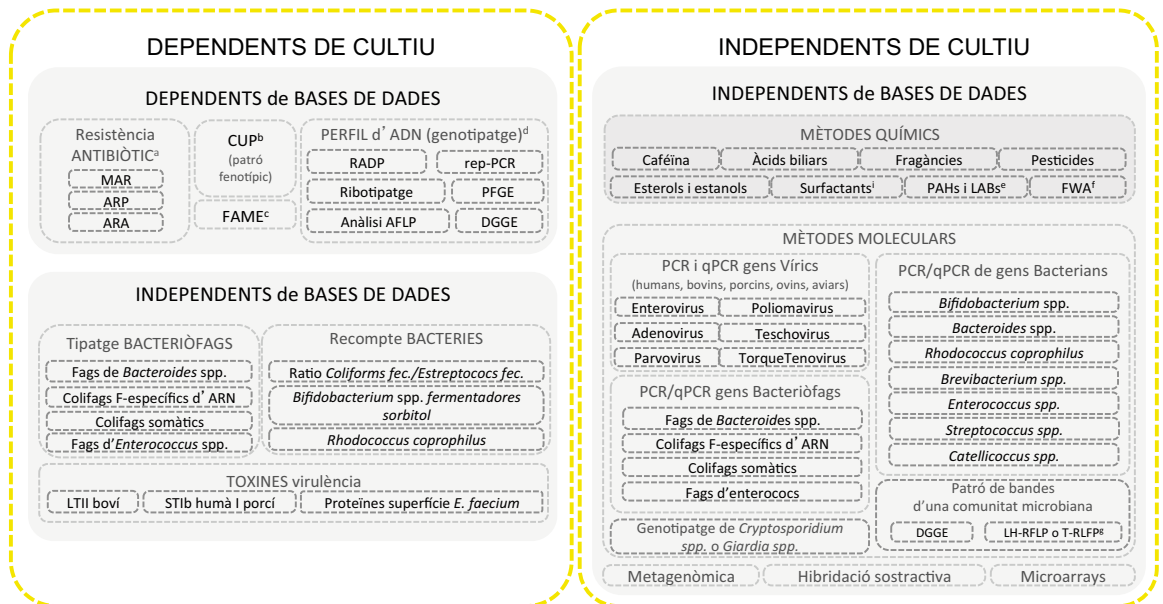 DEPENDENTS DE CULTIU
DEPENDENTS de BASES DE DADES
Resistència
ANTIBIÒTICᵃ
MAR
ARP
ARA
CUPᵇ
(patró
fenotípic)
FAMEᶜ
PERFIL d' ADN (genotipatge)ᵈ
RADP
rep-PCR
Ribotipatge
PFGE
Anàlisi AFLP
DGGE
INDEPENDENTS de BASES DE DADES
Tipatge BACTERIÒFAGS
Fags de Bacteroides spp.
Colifags F-específics d' ARN
Colifags somàtics
Fags d'Enterococcus spp.
Recompte BACTERIES
Ratio Coliforms fec./Estreptococs fec.
Bifidobacterium spp. fermentadores
sorbitol
Rhodococcus coprophilus
TOXINES virulència
LTII boví
STIb humà I porcí
Proteïnes superfície E. faecium
INDEPENDENTS DE CULTIU
INDEPENDENTS de BASES DE DADES
MÈTODES QUÍMICS
Caféïna
Àcids biliars
Fragàncies
Pesticides
Esterols i estanols
Surfactantsⁱ
PAHs i LABsᵉ
FWAᶠ
MÈTODES MOLECULARS
PCR i qPCR gens Vírics
(humans, bovins, porcins, ovins, aviars)
Enterovirus
Poliomavirus
Adenovirus
Teschovirus
Parvovirus
TorqueTenovirus
PCR/qPCR gens Bacteriòfags
Fags de Bacteroides spp.
Colifags F-específics d' ARN
Colifags somàtics
Fags d'enterococs
Genotipatge de Cryptosporidium
spp. o Giardia spp.
PCR/qPCR de gens Bacterians
Bifidobacterium spp.
Bacteroides spp.
Rhodococcus coprophilus
Brevibacterium spp.
Enterococcus spp.
Streptococcus spp.
Catellicoccus spp.
Patró de bandes
d'una comunitat microbiana
DGGE
LH-RFLP o T-RLFPᵍ
Metagenòmica
Hibridació sostractiva
Microarrays